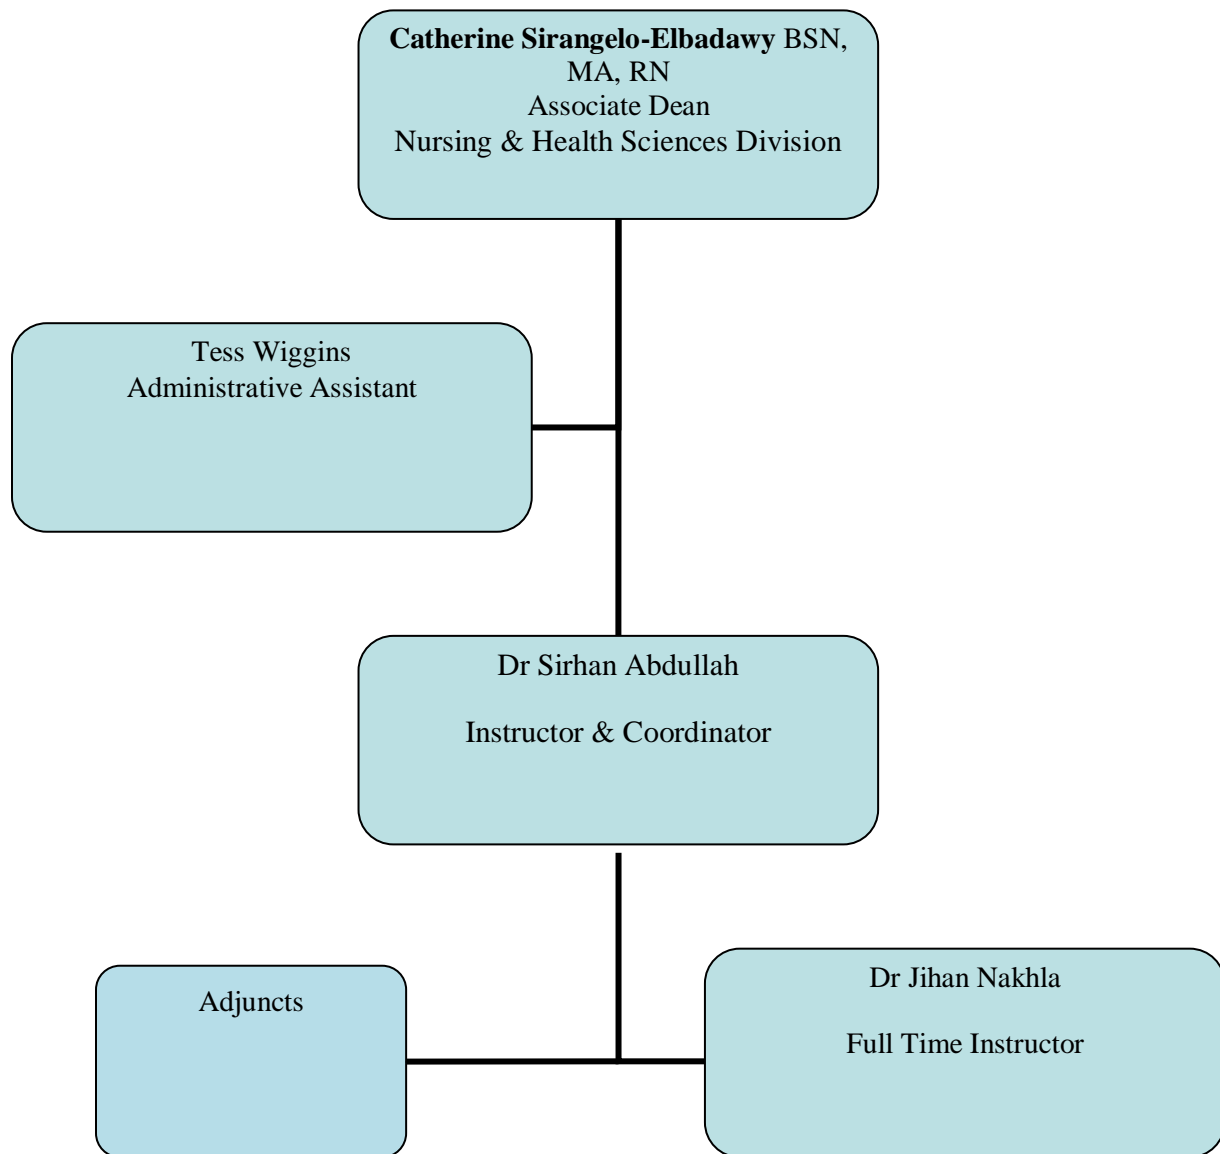 Catherine Sirangelo-Elbadawy BSN,
MA, RN
Associate Dean
Nursing & Health Sciences Division
Tess Wiggins
Administrative Assistant
Dr Sirhan Abdullah
Instructor & Coordinator
Adjuncts
Dr Jihan Nakhla
Full Time Instructor